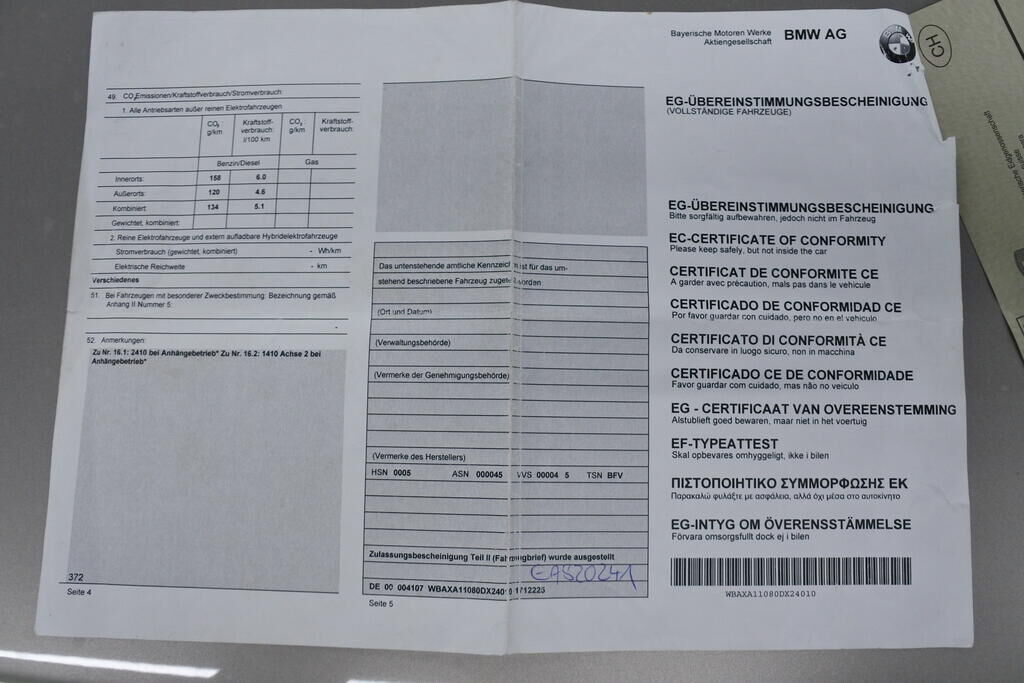 49. CO₂Emissionen/Kraftstoffverbrauch/Stromverbrauch:
1. Alle Antriebsarten außer reinen Elektrofahrzeugen
CO₂ g/km
Kraftstoff-verbrauch: l/100 km
CO₂ : g/km
Kraftstoff-verbrauch:
Benzin/Diesel Gas
Innerorts: 158 6.0
Außerorts: 120 4.6
Kombiniert: 134 5.1
Gewichtet, kombiniert:
2. Reine Elektrofahrzeuge und extern aufladbare Hybridelektrofahrzeuge
Stromverbrauch (gewichtet, kombiniert) - Wh/km
Elektrische Reichweite - km
Verschiedenes
51. Bei Fahrzeugen mit besonderer Zweckbestimmung: Bezeichnung gemäß
Anhang II Nummer 5:
-
52. Anmerkungen:
Zu Nr. 16.1: 2410 bei Anhängebetrieb* Zu Nr. 16.2: 1410 Achse 2 bei
Anhängebetrieb*
372
Seite 4
Das untenstehende amtliche Kennzeichen ist für das um-
stehend beschriebene Fahrzeug zugeteilt worden
(Ort und Datum)
(Verwaltungsbehörde)
(Vermerke der Genehmigungsbehörde)
(Vermerke des Herstellers)
HSN 0005 ASN 000045 VVS 00004 5 TSN BFV
Zulassungsbescheinigung Teil II (Fahrzeugbrief) wurde ausgestellt
DE 00 004107 WBAXA11080DX24010 1712225
Seite 5
Bayerische Motoren Werke
Aktiengesellschaft
BMW AG
CH
EG-ÜBEREINSTIMMUNGSBESCHEINIGUNG
(VOLLSTÄNDIGE FAHRZEUGE)
EG-ÜBEREINSTIMMUNGSBESCHEINIGUNG
Bitte sorgfältig aufbewahren, jedoch nicht im Fahrzeug
EC-CERTIFICATE OF CONFORMITY
Please keep safely, but not inside the car
CERTIFICAT DE CONFORMITE CE
A garder avec précaution, mais pas dans le vehicule
CERTIFICADO DE CONFORMIDAD CE
Por favor guardar con cuidado, pero no en el vehiculo
CERTIFICATO DI CONFORMITÀ CE
Da conservare in luogo sicuro, non in macchina
CERTIFICADO CE DE CONFORMIDADE
Favor guardar com cuidado, mas não no veiculo
EG - CERTIFICAAT VAN OVEREENSTEMMING
Alstublieft goed bewaren, maar niet in het voertuig
EF-TYPEATTEST
Skal opbevares omhyggeligt, ikke i bilen
ΠΙΣΤΟΠΟΙΗΤΙΚΟ ΣΥΜΜΟΡΦΩΣΗΣ ΕΚ
Παρακαλώ φυλάξτε με ασφάλεια, αλλά όχι μέσα στο αυτοκίνητο
EG-INTYG OM ÖVERENSSTÄMMELSE
Förvara omsorgsfullt dock ej i bilen
WBAXA11080DX24010